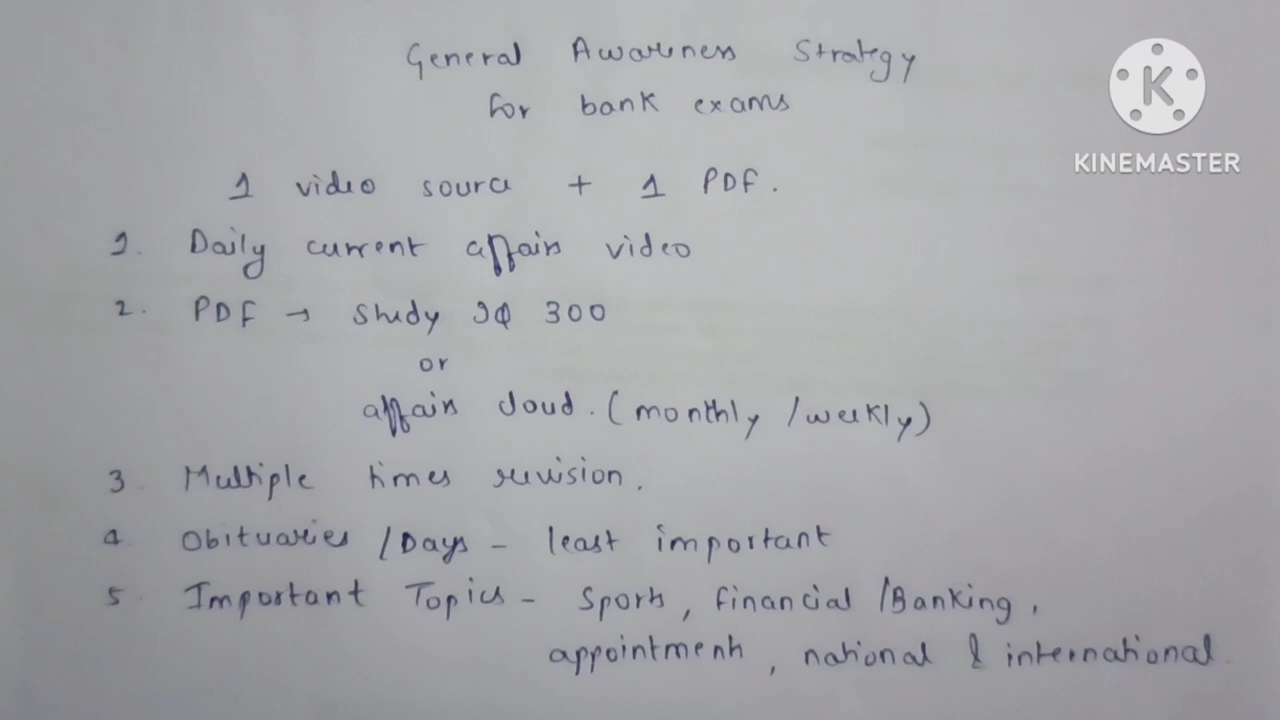 General Awareness Strategy
for bank exams
K
KINEMASTER
1 video source + 1 PDF.
1. Daily current affairs video
2. PDF → Study IQ 300
or
affairs cloud. (monthly / weekly)
3. Multiple times revision.
4. Obituaries / Days - least important
5. Important Topics - Sports, financial / Banking,
appointments, national & international.